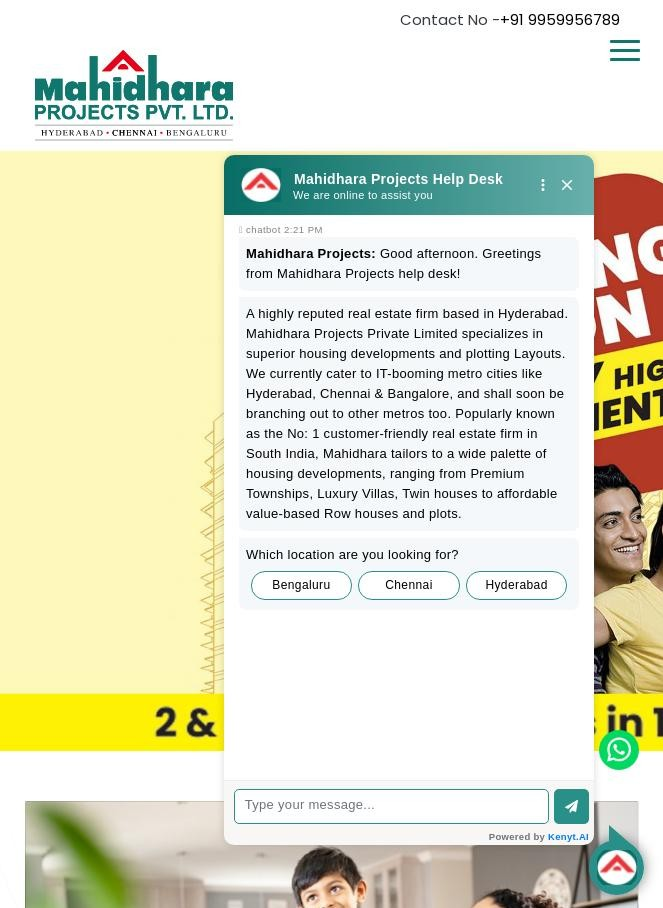 Contact No -+91 9959956789
Mahidhara
PROJECTS PVT. LTD.
HYDERABAD • CHENNAI • BENGALURU
Mahidhara Projects Help Desk
We are online to assist you
chatbot 2:21 PM
Mahidhara Projects: Good afternoon. Greetings
from Mahidhara Projects help desk!
A highly reputed real estate firm based in Hyderabad.
Mahidhara Projects Private Limited specializes in
superior housing developments and plotting Layouts.
We currently cater to IT-booming metro cities like
Hyderabad, Chennai & Bangalore, and shall soon be
branching out to other metros too. Popularly known
as the No: 1 customer-friendly real estate firm in
South India, Mahidhara tailors to a wide palette of
housing developments, ranging from Premium
Townships, Luxury Villas, Twin houses to affordable
value-based Row houses and plots.
Which location are you looking for?
Bengaluru Chennai Hyderabad
2 &
in
Type your message...
Powered by Kenyt.AI